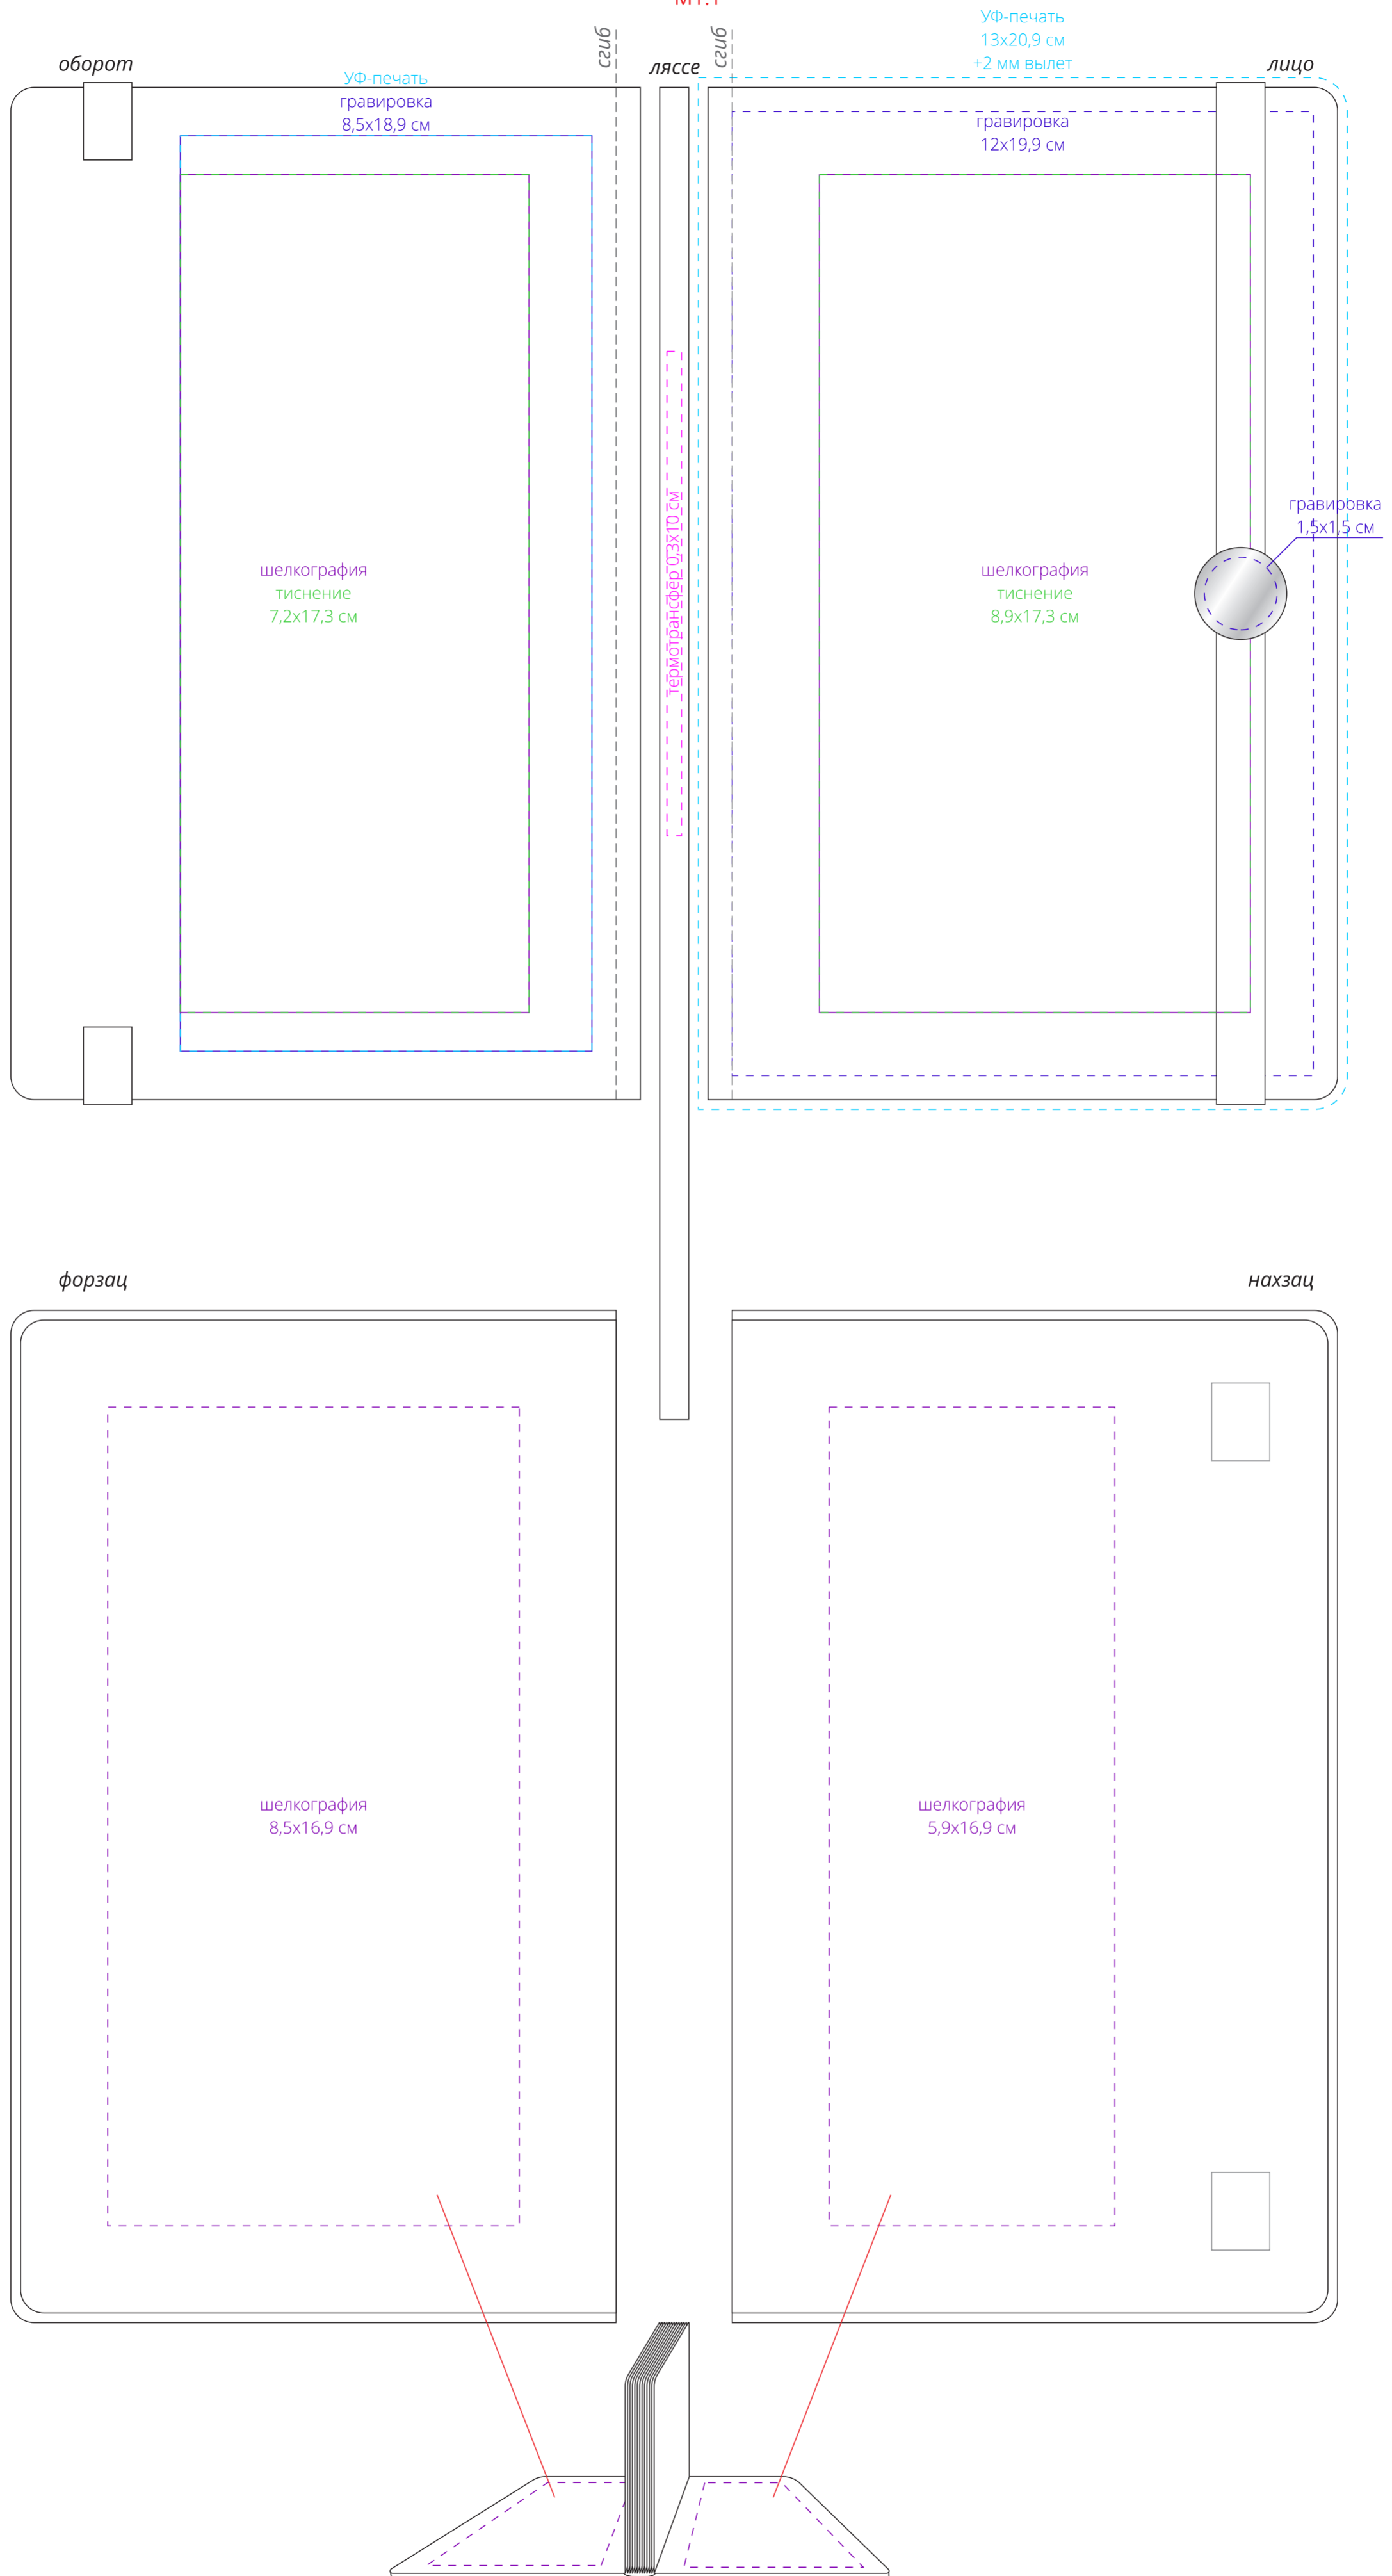 М1:1
УФ-печать
13х20,9 см
+2 мм вылет
сгиб
сгиб
оборот
ляссе
лицо
УФ-печать
гравировка
8,5х18,9 см
гравировка
12х19,9 см
термотрансфер 0,3х10 см
гравировка
1,5х1,5 см
шелкография
тиснение
7,2х17,3 см
шелкография
тиснение
8,9х17,3 см
форзац
нахзац
шелкография
8,5х16,9 см
шелкография
5,9х16,9 см